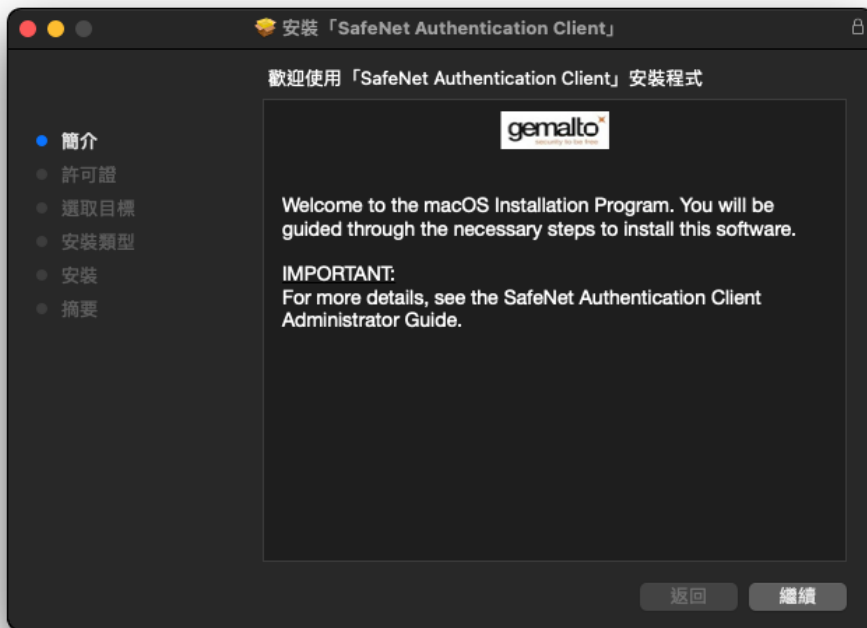 安裝「SafeNet Authentication Client」
歡迎使用「SafeNet Authentication Client」安裝程式
簡介
許可證
選取目標
安裝類型
安裝
摘要
gemalto
security to be free
Welcome to the macOS Installation Program. You will be
guided through the necessary steps to install this software.
IMPORTANT:
For more details, see the SafeNet Authentication Client
Administrator Guide.
返回
繼續